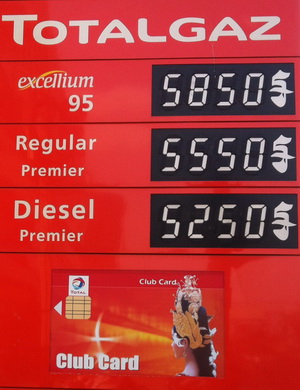 TOTALGAZ
excellium
95
5850
Regular
Premier
5550
Diesel
Premier
5250
TOTAL
Club Card
Club Card